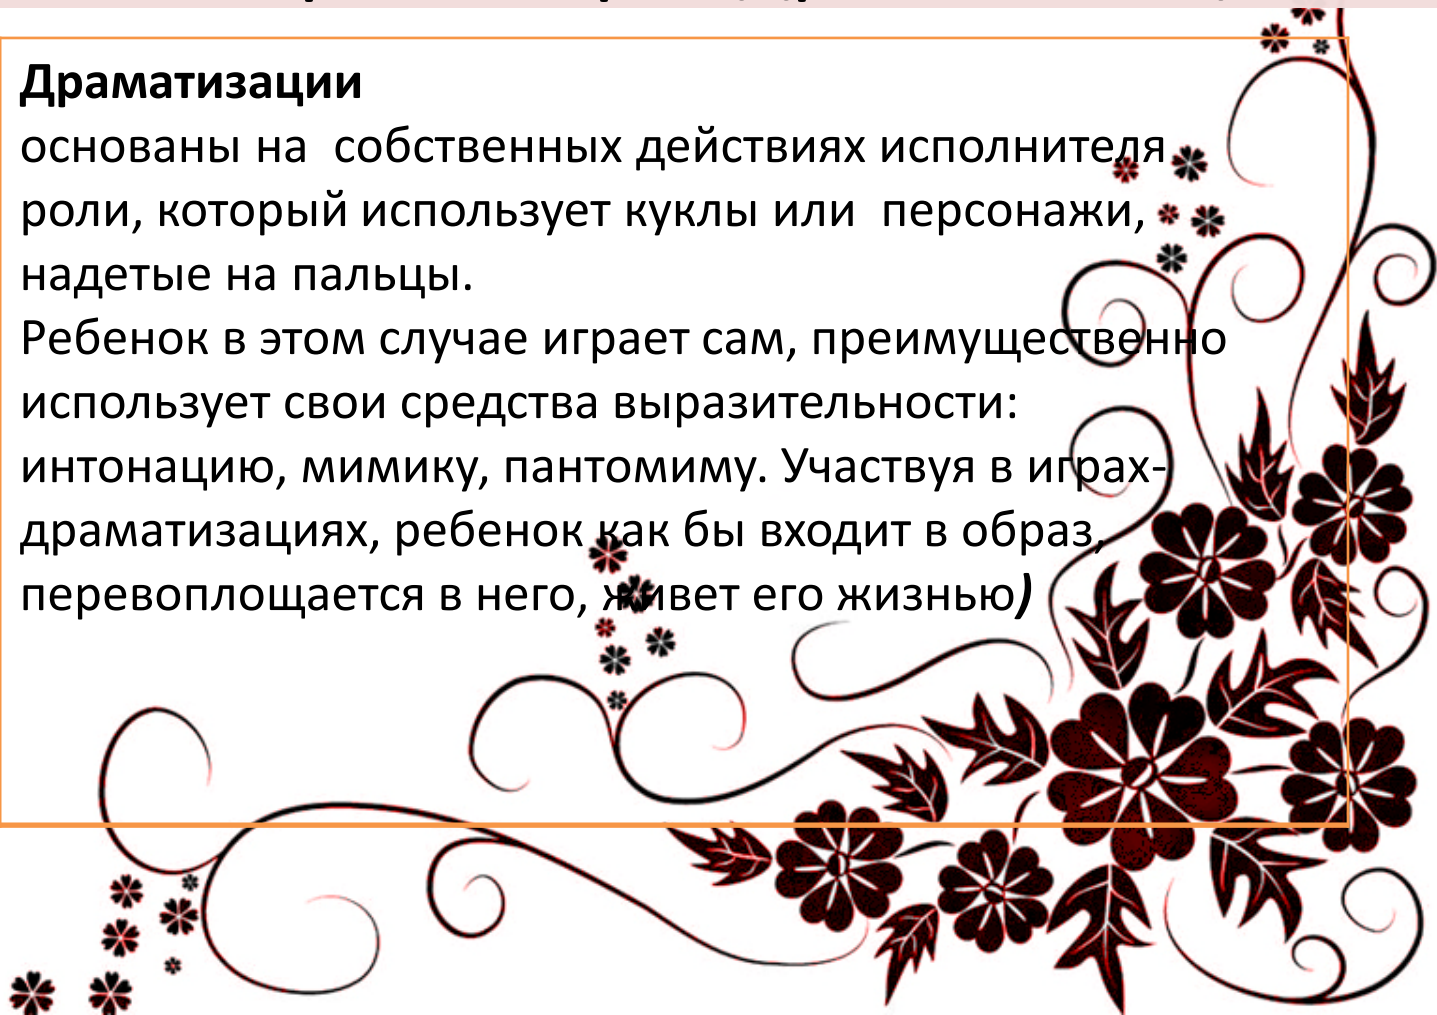 Драматизации
основаны на  собственных действиях исполнителя
роли, который использует куклы или  персонажи,
надетые на пальцы.
Ребенок в этом случае играет сам, преимущественно
использует свои средства выразительности:
интонацию, мимику, пантомиму. Участвуя в играх-
драматизациях, ребенок как бы входит в образ,
перевоплощается в него, живет его жизнью)